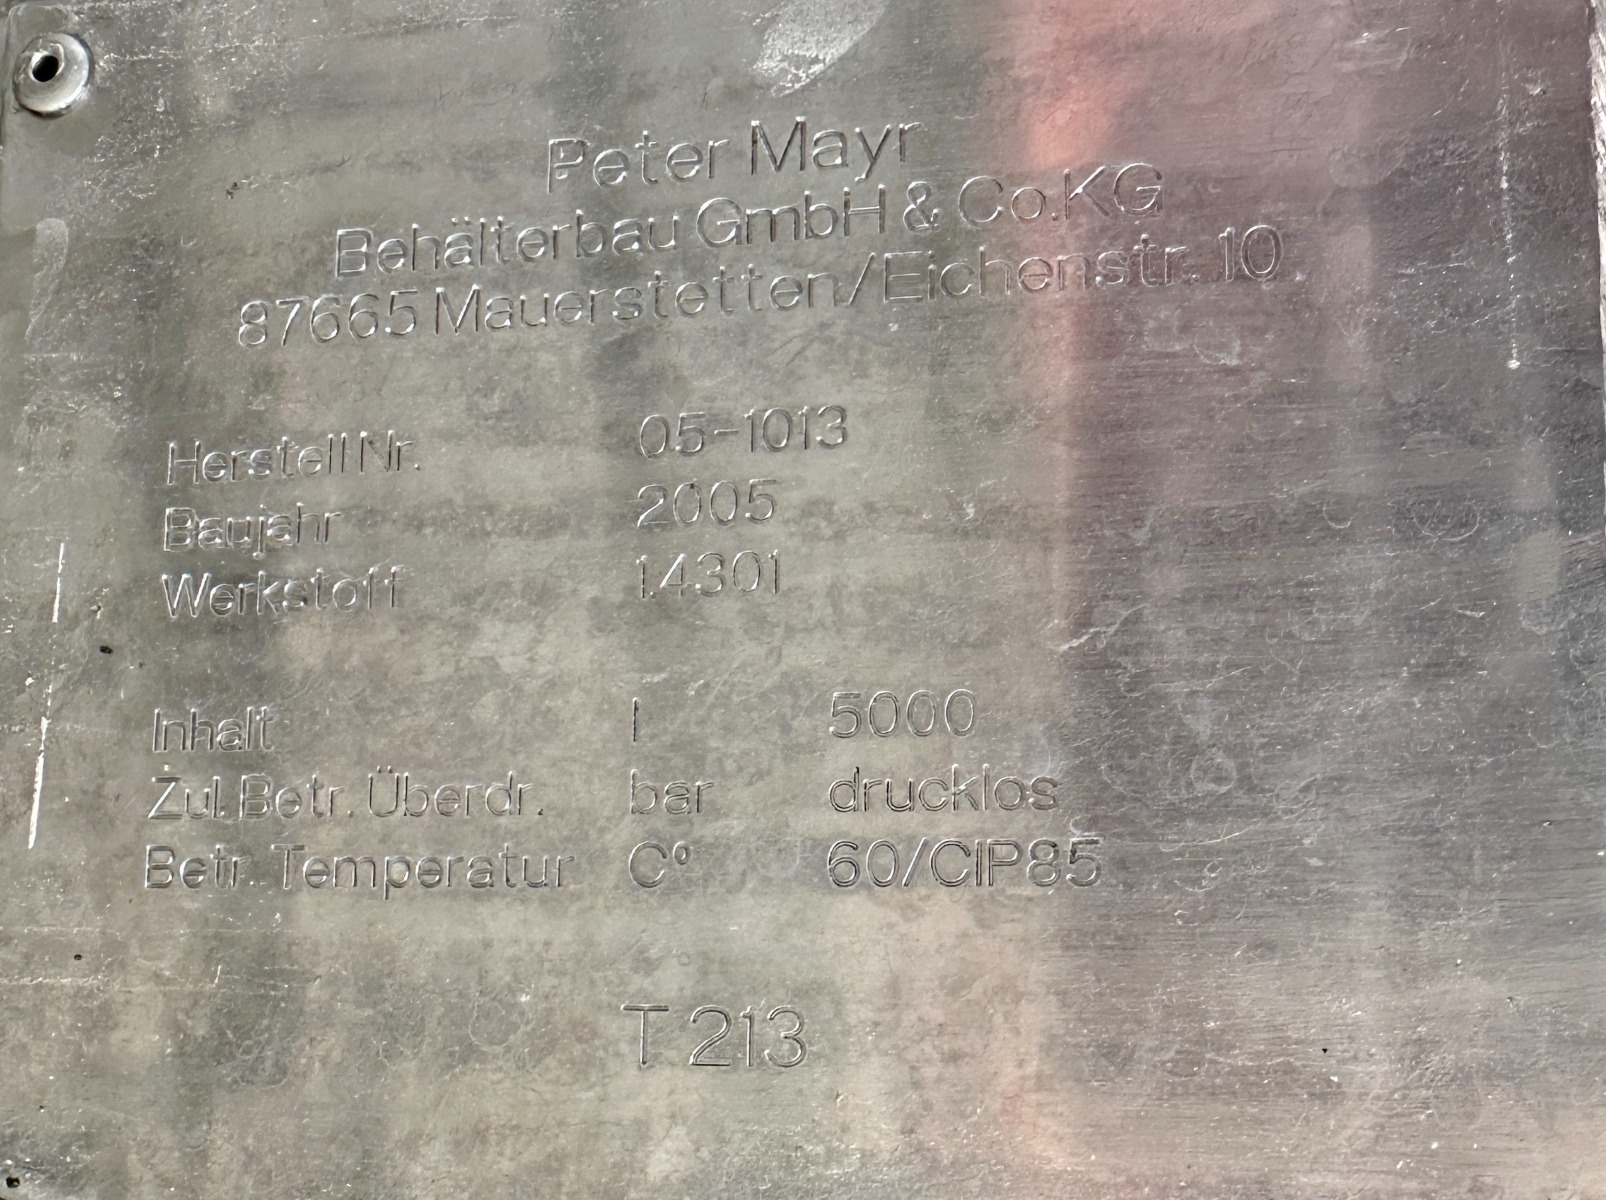 Peter Mayr
Behälterbau GmbH & Co.KG
87665 Mauerstetten/Eichenstr. 10
Herstell Nr. 05-1013
Baujahr 2005
Werkstoff 1.4301
Inhalt l 5000
Zul. Betr. Überdr. bar drucklos
Betr. Temperatur C° 60/CIP85
T 213